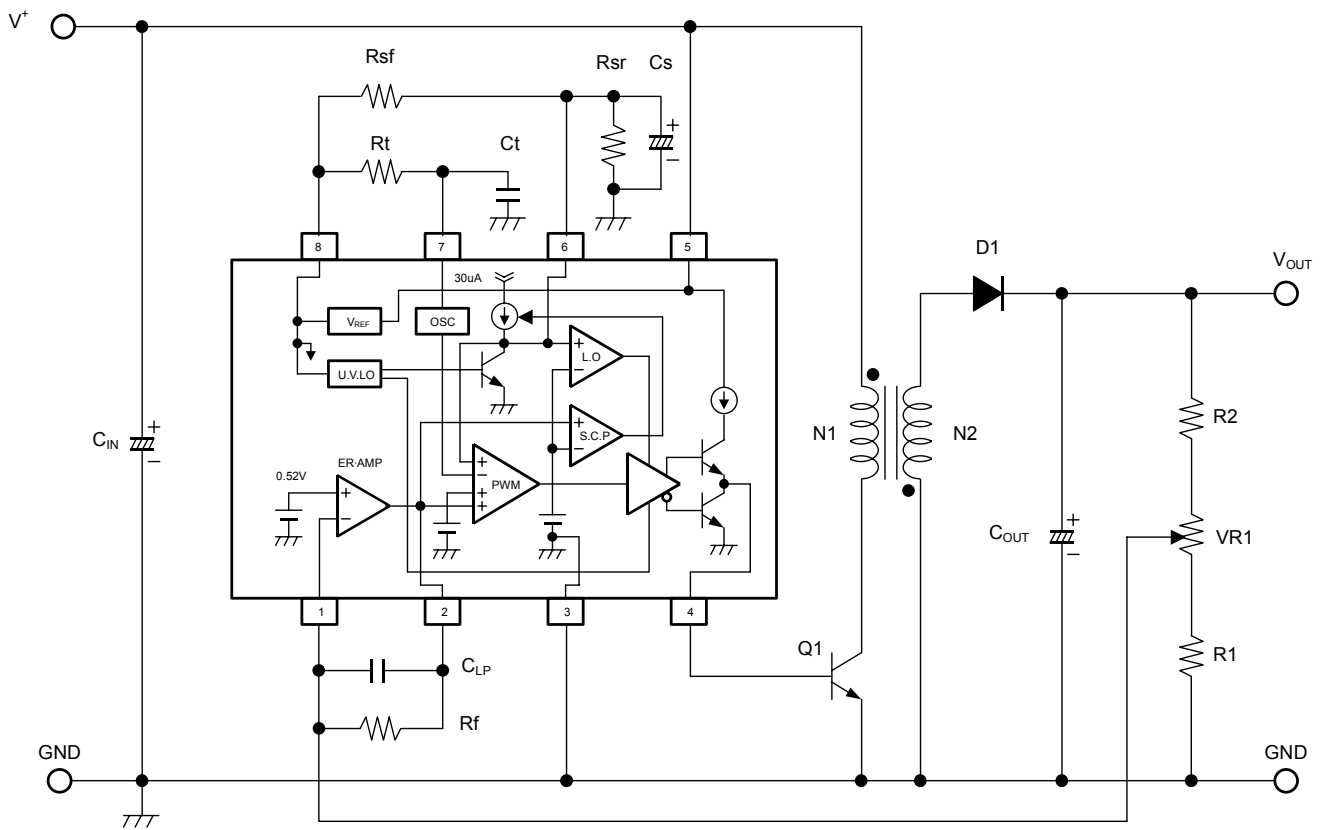 V+
Rsf
Rsr
Cs
+
−
Rt
Ct
8
7
6
5
30uA
VREF
OSC
U.V.LO
+
L.O
−
+
S.C.P
−
0.52V
ER·AMP
+
−
+
−
PWM
+
+
1
2
3
4
CLP
Rf
CIN
+
−
GND
N1
N2
Q1
D1
VOUT
R2
COUT
+
−
VR1
R1
GND